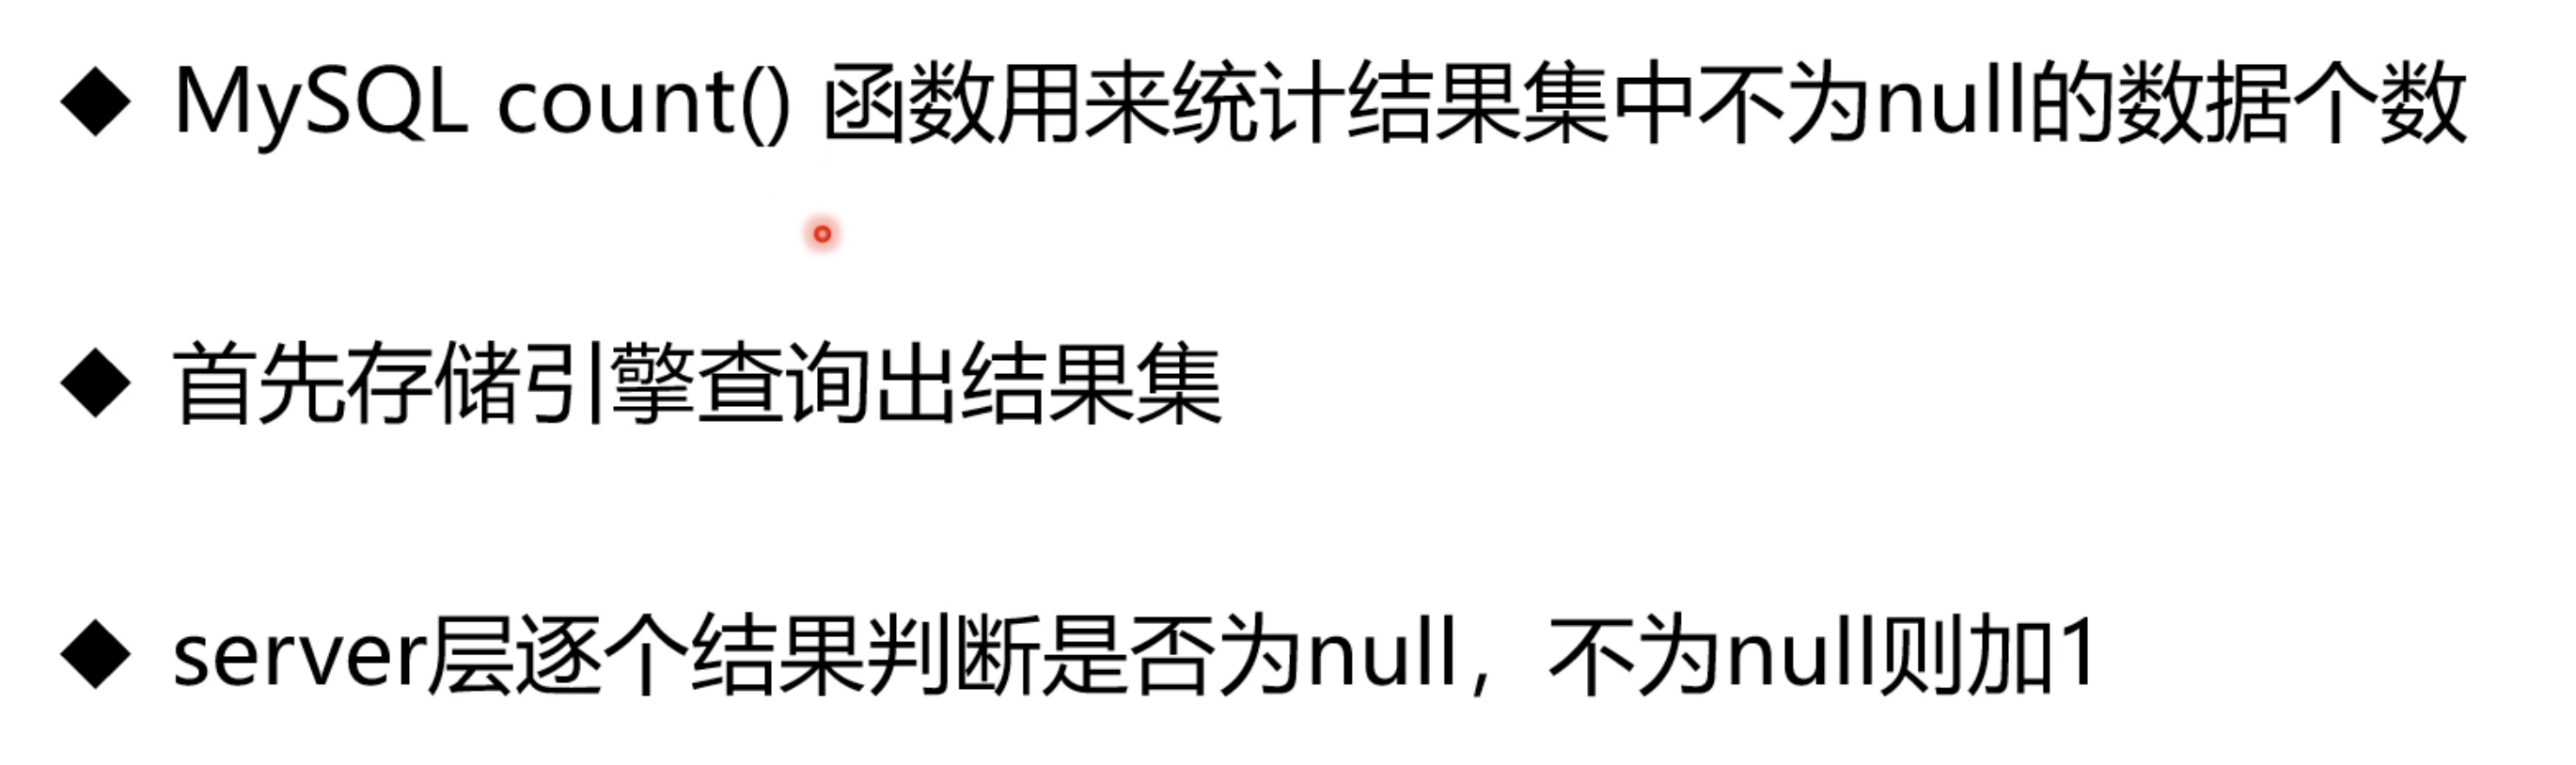 ◆ MySQL count() 函数用来统计结果集中不为null的数据个数
◆ 首先存储引擎查询出结果集
◆ server层逐个结果判断是否为null，不为null则加1